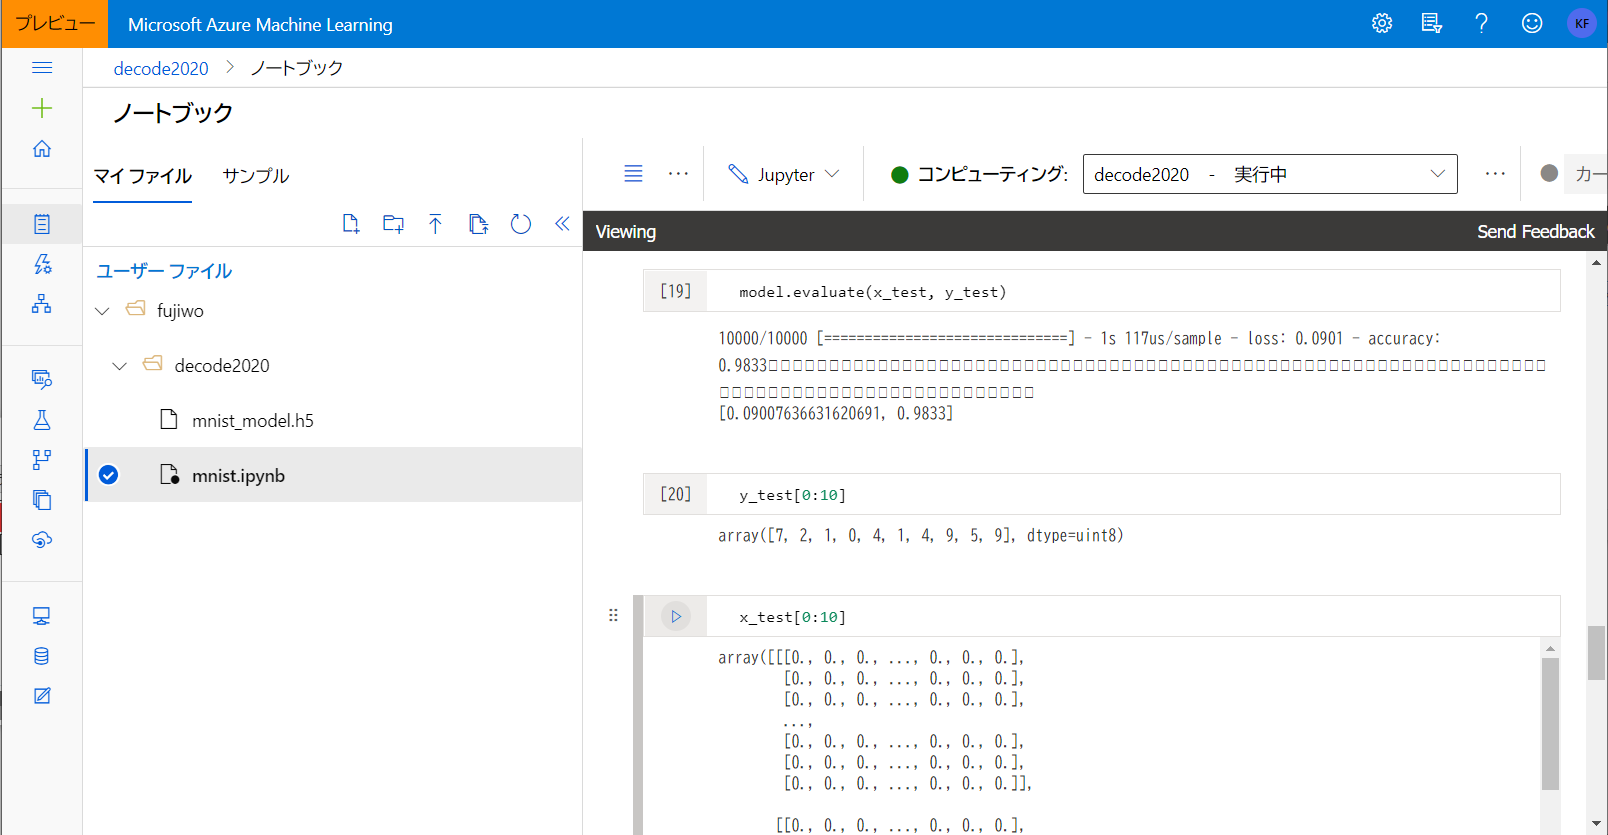 プレビュー
Microsoft Azure Machine Learning
KF
decode2020 > ノートブック
ノートブック
マイ ファイル
サンプル
ユーザー ファイル
fujiwo
decode2020
mnist_model.h5
mnist.ipynb
Jupyter
コンピューティング:
decode2020 - 実行中
カー
Viewing
Send Feedback
[19] model.evaluate(x_test, y_test)
10000/10000 [==============================] - 1s 117us/sample - loss: 0.0901 - accuracy:
0.9833
[0.09007636631620691, 0.9833]
[20] y_test[0:10]
array([7, 2, 1, 0, 4, 1, 4, 9, 5, 9], dtype=uint8)
x_test[0:10]
array([[[0., 0., 0., ..., 0., 0., 0.],
[0., 0., 0., ..., 0., 0., 0.],
[0., 0., 0., ..., 0., 0., 0.],
...,
[0., 0., 0., ..., 0., 0., 0.],
[0., 0., 0., ..., 0., 0., 0.],
[0., 0., 0., ..., 0., 0., 0.]],
[[0., 0., 0., ..., 0., 0., 0.],